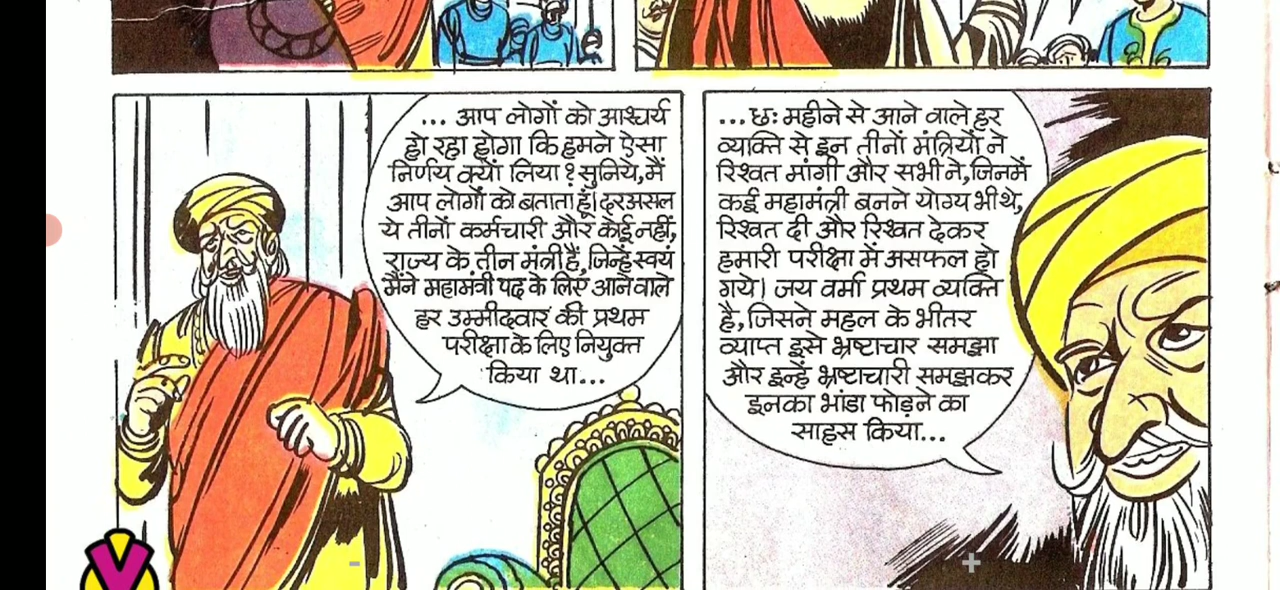 ... आप लोगों को आश्चर्य
हो रहा होगा कि हमने ऐसा
निर्णय क्यों लिया? सुनिये, मैं
आप लोगों को बताता हूं। दरअसल
ये तीनों कर्मचारी और कोई नहीं,
राज्य के तीन मंत्री हैं, जिन्हें स्वयं
मैंने महामंत्री पद के लिए आने वाले
हर उम्मीदवार की प्रथम
परीक्षा के लिए नियुक्त
किया था...
...छः महीने से आने वाले हर
व्यक्ति से इन तीनों मंत्रियों ने
रिश्वत मांगी और सभी ने, जिनमें
कई महामंत्री बनने योग्य भी थे,
रिश्वत दी और रिश्वत देकर
हमारी परीक्षा में असफल हो
गये। जय वर्मा प्रथम व्यक्ति
है, जिसने महल के भीतर
व्याप्त इसे भ्रष्टाचार समझा
और इन्हें भ्रष्टाचारी समझकर
इनका भांडा फोड़ने का
साहस किया...